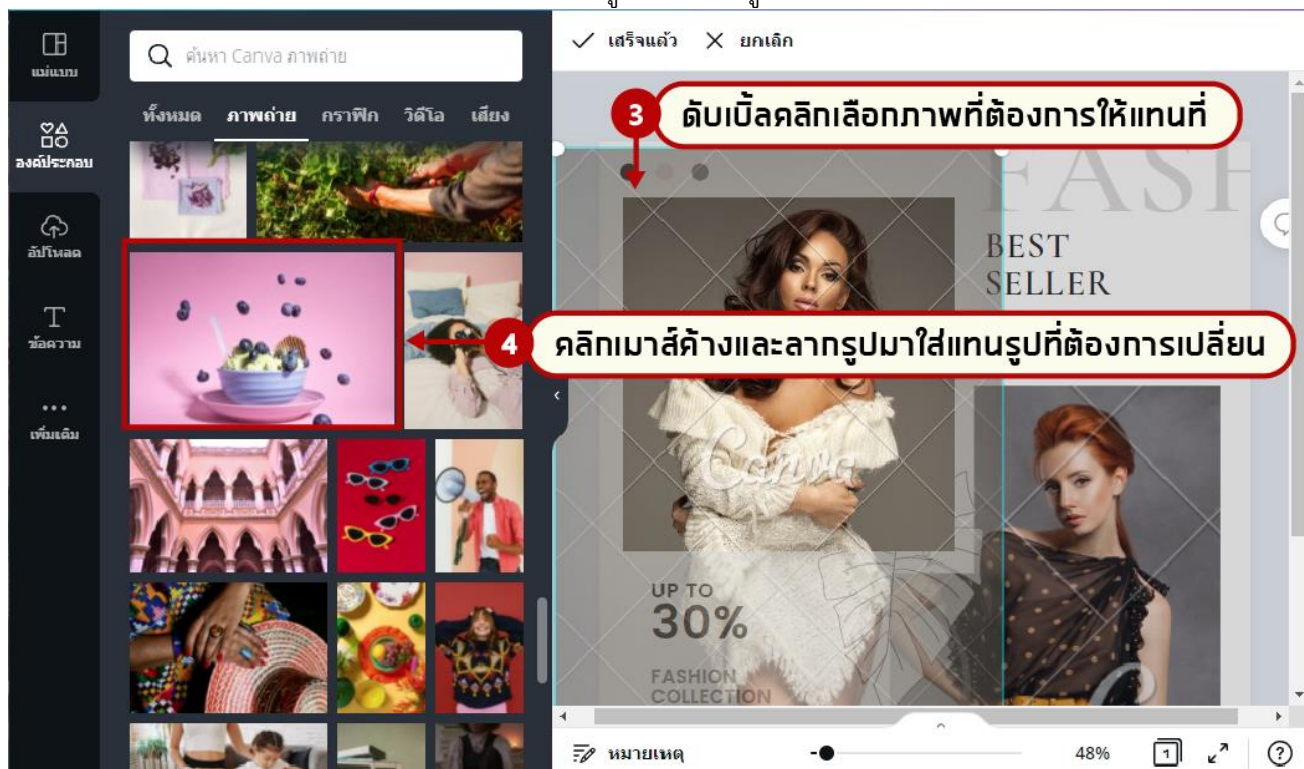 แม่แบบ
องค์ประกอบ
อัปโหลด
T
ข้อความ
เพิ่มเติม
ค้นหา Canva ภาพถ่าย
ทั้งหมด ภาพถ่าย กราฟิก วิดีโอ เสียง
เสร็จแล้ว ยกเลิก
3 ดับเบิ้ลคลิกเลือกภาพที่ต้องการให้แทนที่
FASH
BEST
SELLER
4 คลิกเมาส์ค้างและลากรูปมาใส่แทนรูปที่ต้องการเปลี่ยน
Canva
UP TO
30%
FASHION
COLLECTION
C
หมายเหตุ 48% 1 ?